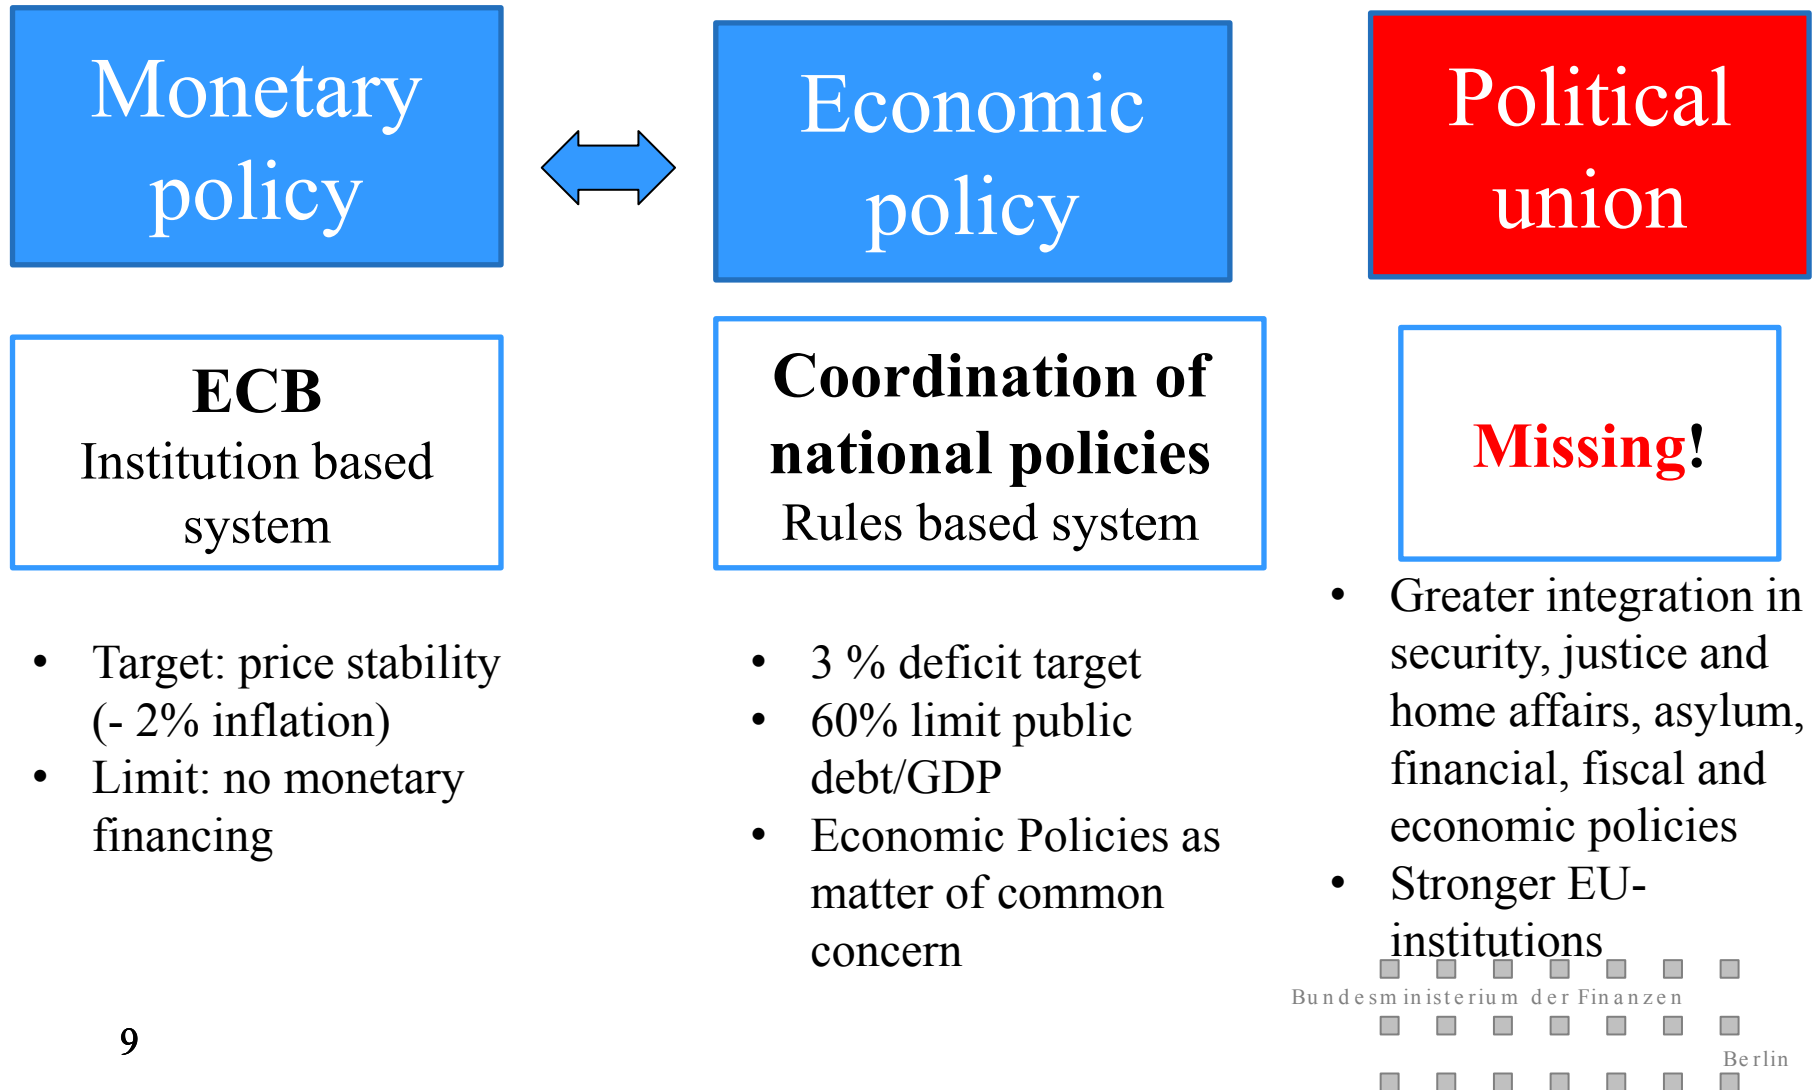 Monetary
policy
Economic
policy
Political
union
ECB
Institution based
system
Coordination of
national policies
Rules based system
Missing!
• Target: price stability
(- 2% inflation)
• Limit: no monetary
financing
• 3 % deficit target
• 60% limit public
debt/GDP
• Economic Policies as
matter of common
concern
• Greater integration in
security, justice and
home affairs, asylum,
financial, fiscal and
economic policies
• Stronger EU-
institutions
Bundesministerium der Finanzen
9
Berlin